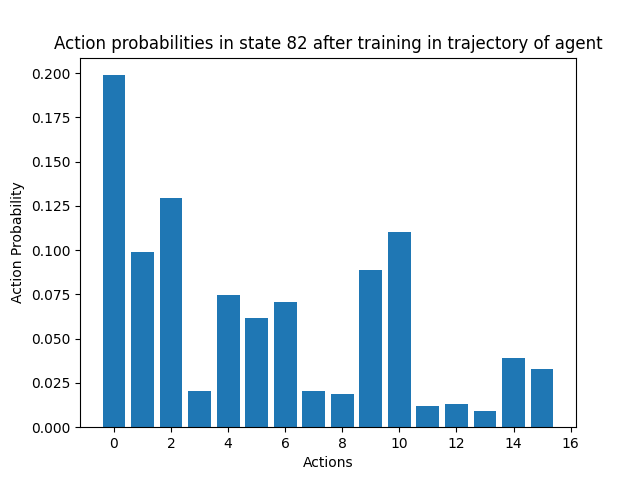 Action probabilities in state 82 after training in trajectory of agent
0.200
0.175
0.150
0.125
0.100
0.075
0.050
0.025
0.000
Action Probability
0 2 4 6 8 10 12 14 16
Actions